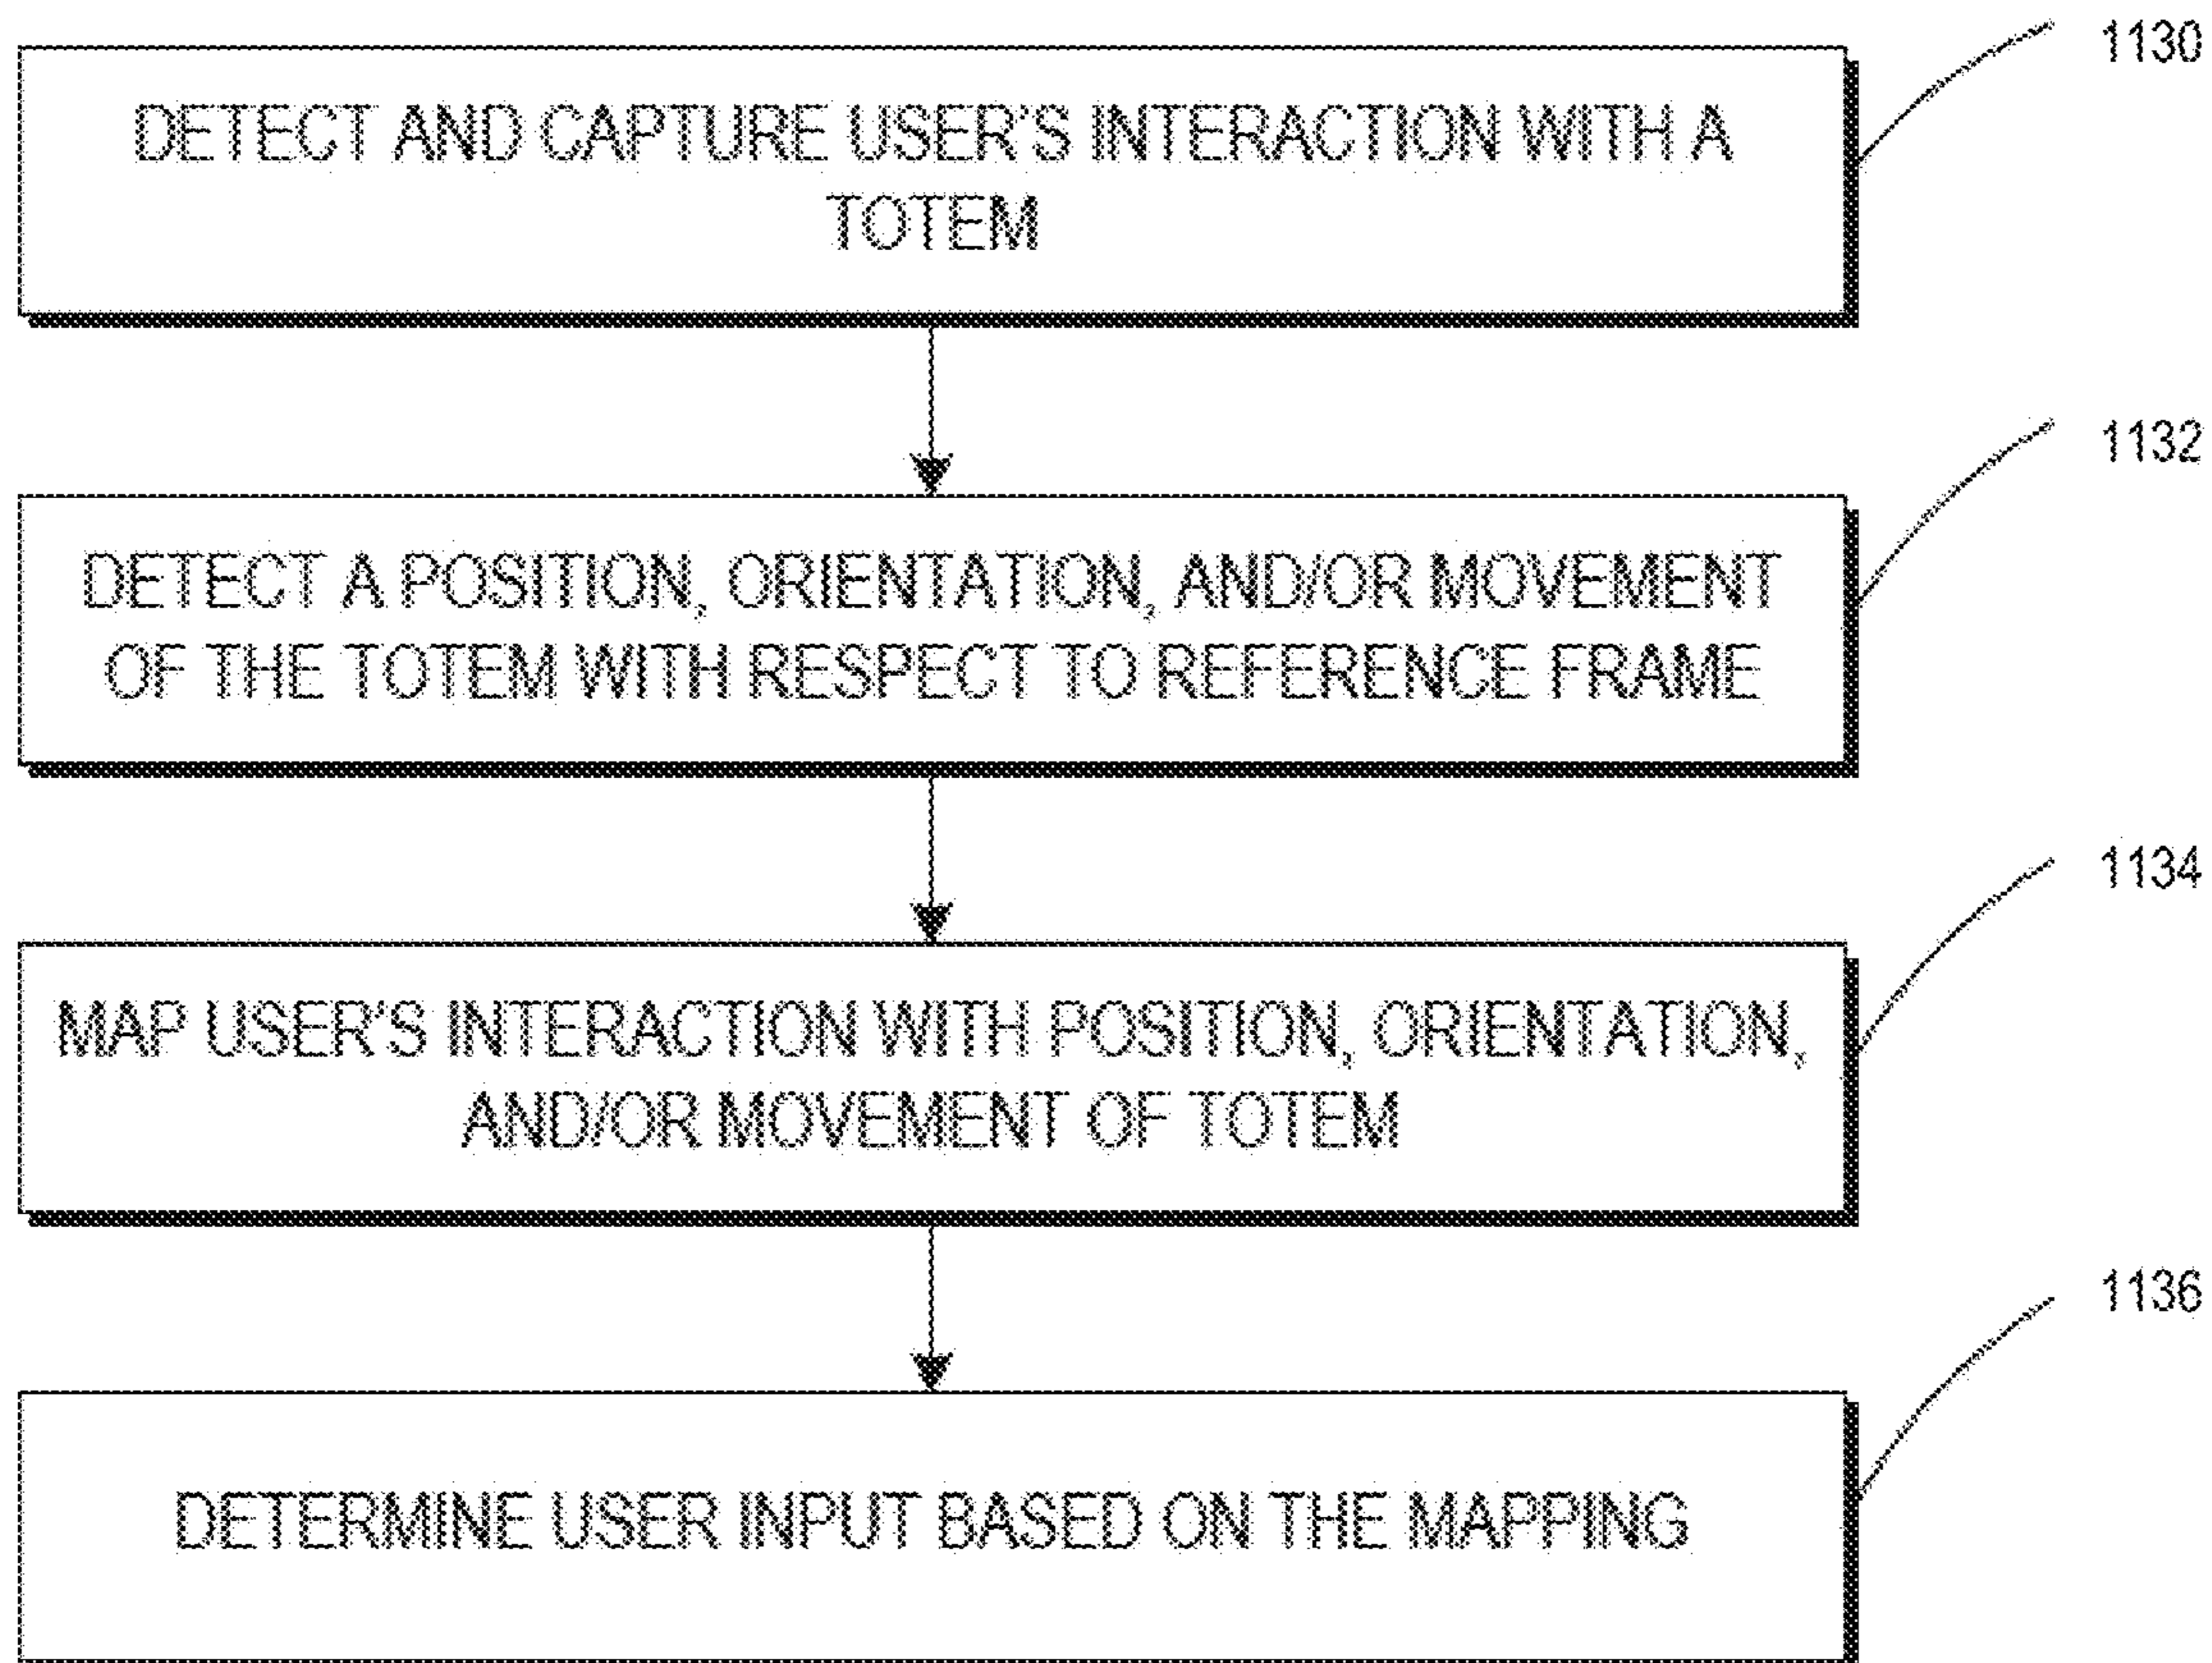 1130
DETECT AND CAPTURE USER'S INTERACTION WITH A
TOTEM
1132
DETECT A POSITION, ORIENTATION, AND/OR MOVEMENT
OF THE TOTEM WITH RESPECT TO REFERENCE FRAME
1134
MAP USER'S INTERACTION WITH POSITION, ORIENTATION,
AND/OR MOVEMENT OF TOTEM
1136
DETERMINE USER INPUT BASED ON THE MAPPING